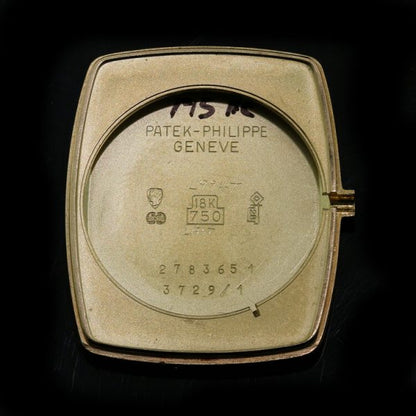 PATEK-PHILIPPE
GENEVE
18K
750
2783651
3729/1